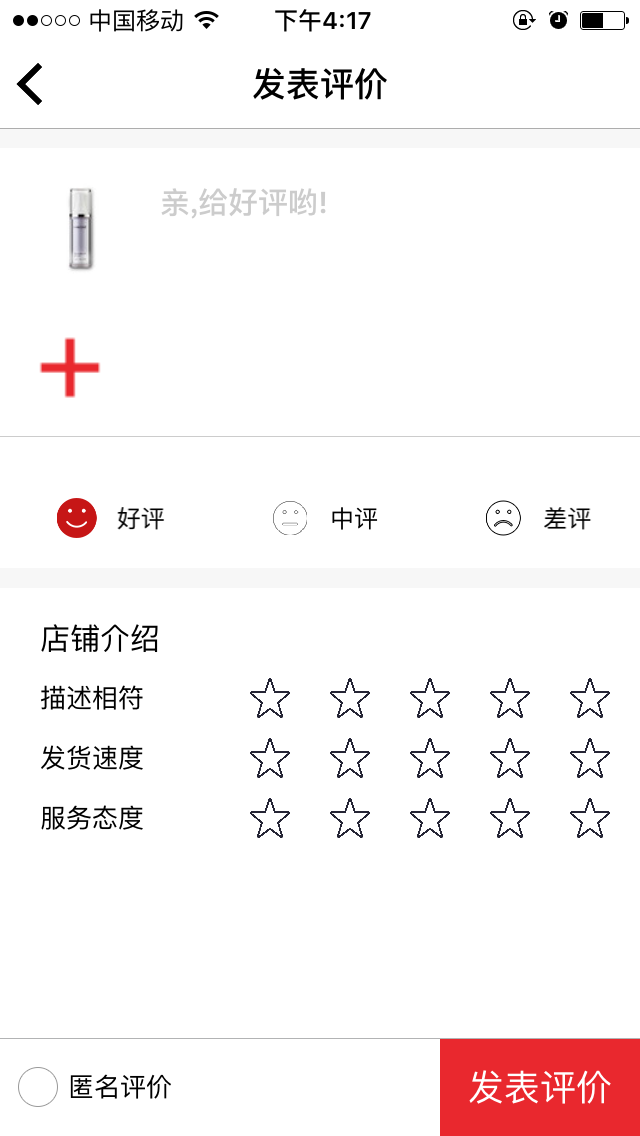 中国移动 下午4:17
发表评价
亲,给好评哟!
好评 中评 差评
店铺介绍
描述相符
发货速度
服务态度
匿名评价 发表评价